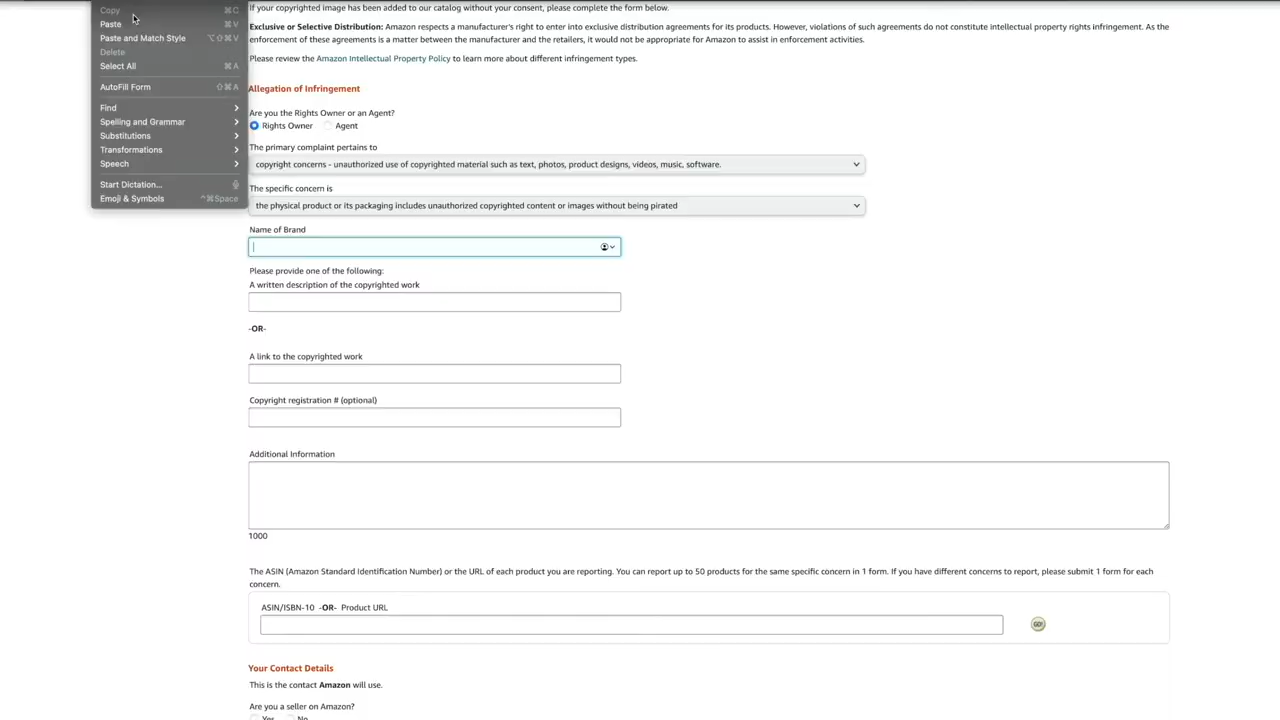 Copy ⌘C
Paste ⌘V
Paste and Match Style ⌥⇧⌘V
Delete
Select All ⌘A
AutoFill Form ⇧⌘A
Find
Spelling and Grammar
Substitutions
Transformations
Speech
Start Dictation...
Emoji & Symbols ^⌘Space
If your copyrighted image has been added to our catalog without your consent, please complete the form below.
Exclusive or Selective Distribution: Amazon respects a manufacturer's right to enter into exclusive distribution agreements for its products. However, violations of such agreements do not constitute intellectual property rights infringement. As the
enforcement of these agreements is a matter between the manufacturer and the retailers, it would not be appropriate for Amazon to assist in enforcement activities.
Please review the Amazon Intellectual Property Policy to learn more about different infringement types.
Allegation of Infringement
Are you the Rights Owner or an Agent?
Rights Owner Agent
The primary complaint pertains to
copyright concerns - unauthorized use of copyrighted material such as text, photos, product designs, videos, music, software.
The specific concern is
the physical product or its packaging includes unauthorized copyrighted content or images without being pirated
Name of Brand
Please provide one of the following:
A written description of the copyrighted work
-OR-
A link to the copyrighted work
Copyright registration # (optional)
Additional Information
1000
The ASIN (Amazon Standard Identification Number) or the URL of each product you are reporting. You can report up to 50 products for the same specific concern in 1 form. If you have different concerns to report, please submit 1 form for each
concern.
ASIN/ISBN-10 -OR- Product URL
GO!
Your Contact Details
This is the contact Amazon will use.
Are you a seller on Amazon?
Yes No